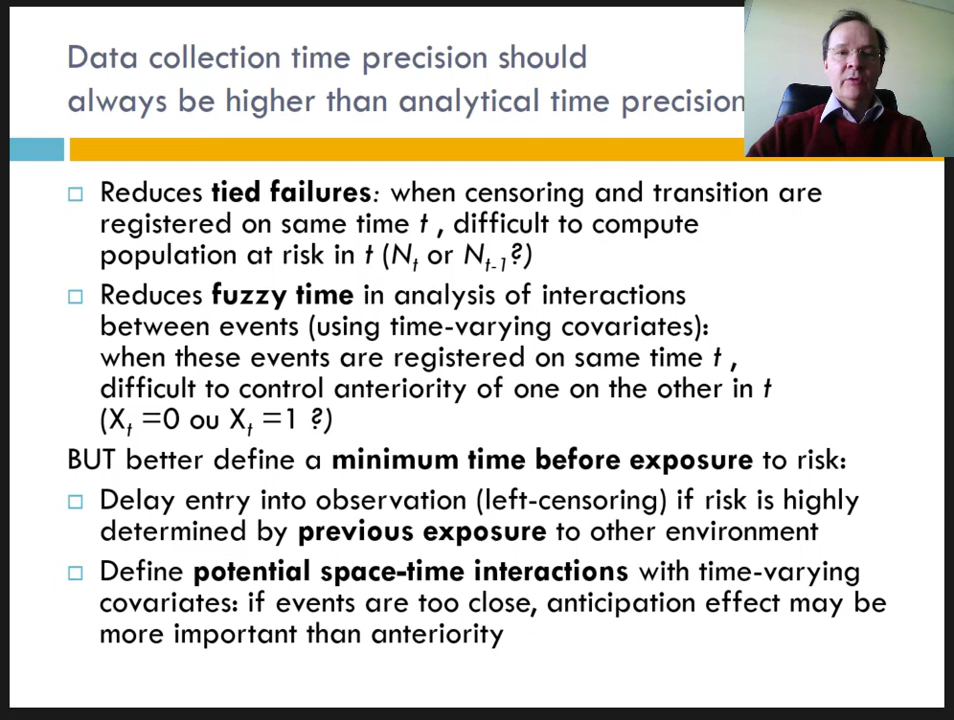 Data collection time precision should
always be higher than analytical time precision
Reduces tied failures: when censoring and transition are
registered on same time t , difficult to compute
population at risk in t (Nt or Nt-1?)
Reduces fuzzy time in analysis of interactions
between events (using time-varying covariates):
when these events are registered on same time t ,
difficult to control anteriority of one on the other in t
(Xt =0 ou Xt =1 ?)
BUT better define a minimum time before exposure to risk:
Delay entry into observation (left-censoring) if risk is highly
determined by previous exposure to other environment
Define potential space-time interactions with time-varying
covariates: if events are too close, anticipation effect may be
more important than anteriority